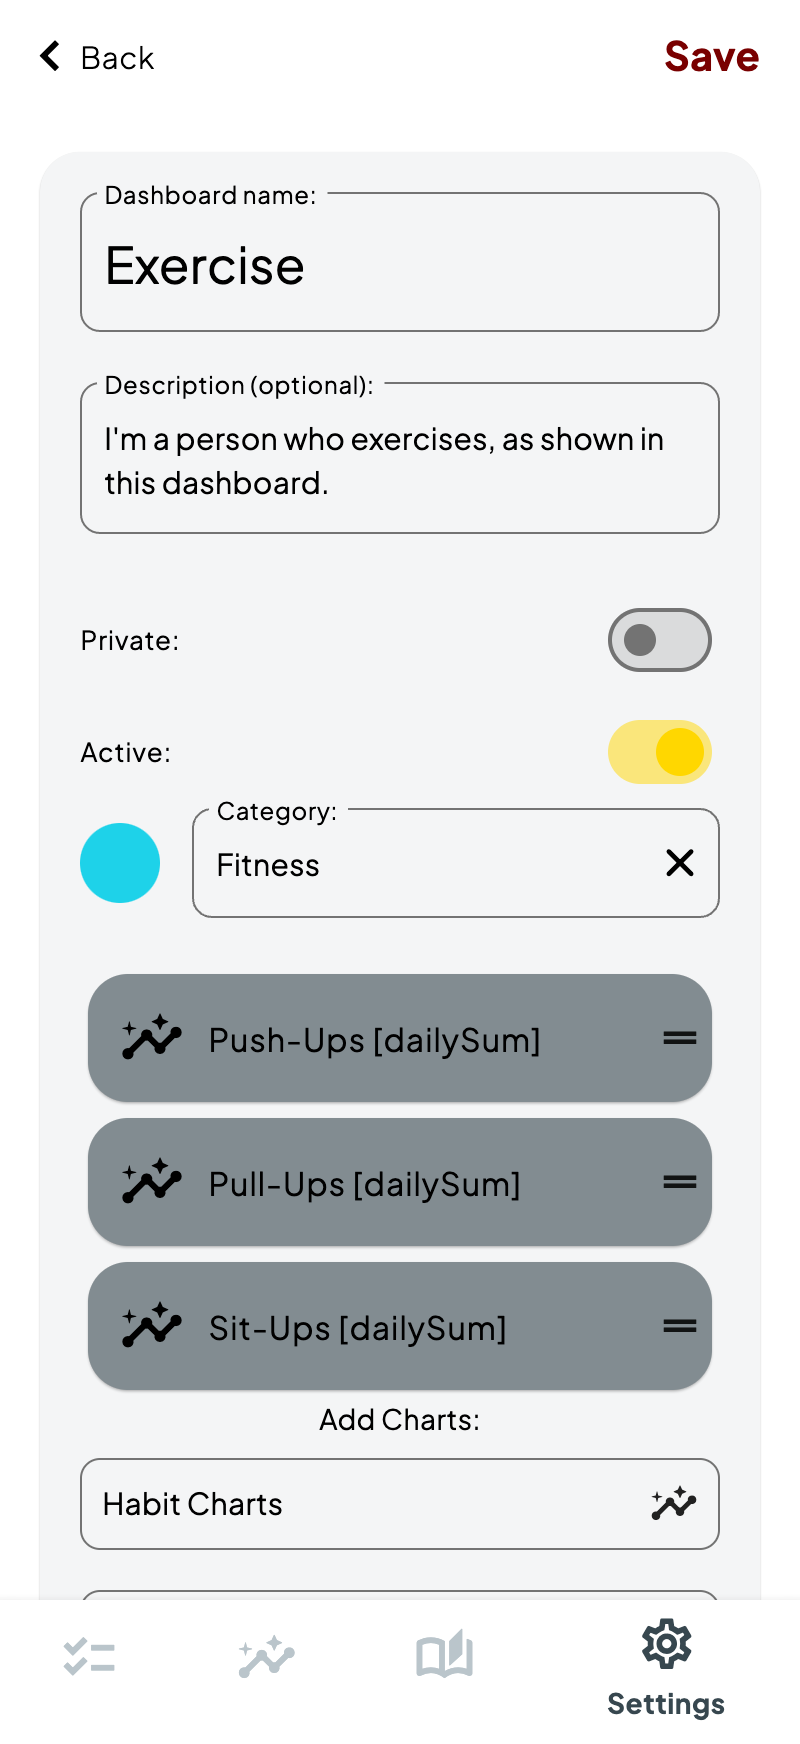 Back
Save
Dashboard name:
Exercise
Description (optional):
I'm a person who exercises, as shown in
this dashboard.
Private:
Active:
Category:
Fitness
Push-Ups [dailySum]
Pull-Ups [dailySum]
Sit-Ups [dailySum]
Add Charts:
Habit Charts
Settings